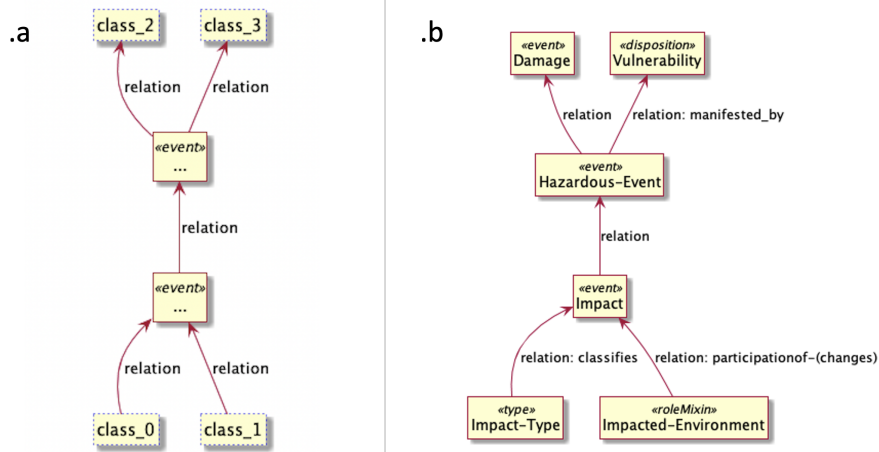 .a
class_2
class_3
relation
relation
«event»
...
relation
«event»
...
relation
relation
class_0
class_1
.b
«event»
Damage
«disposition»
Vulnerability
relation
relation: manifested_by
«event»
Hazardous-Event
relation
«event»
Impact
relation: classifies
relation: participationof-(changes)
«type»
Impact-Type
«roleMixin»
Impacted-Environment